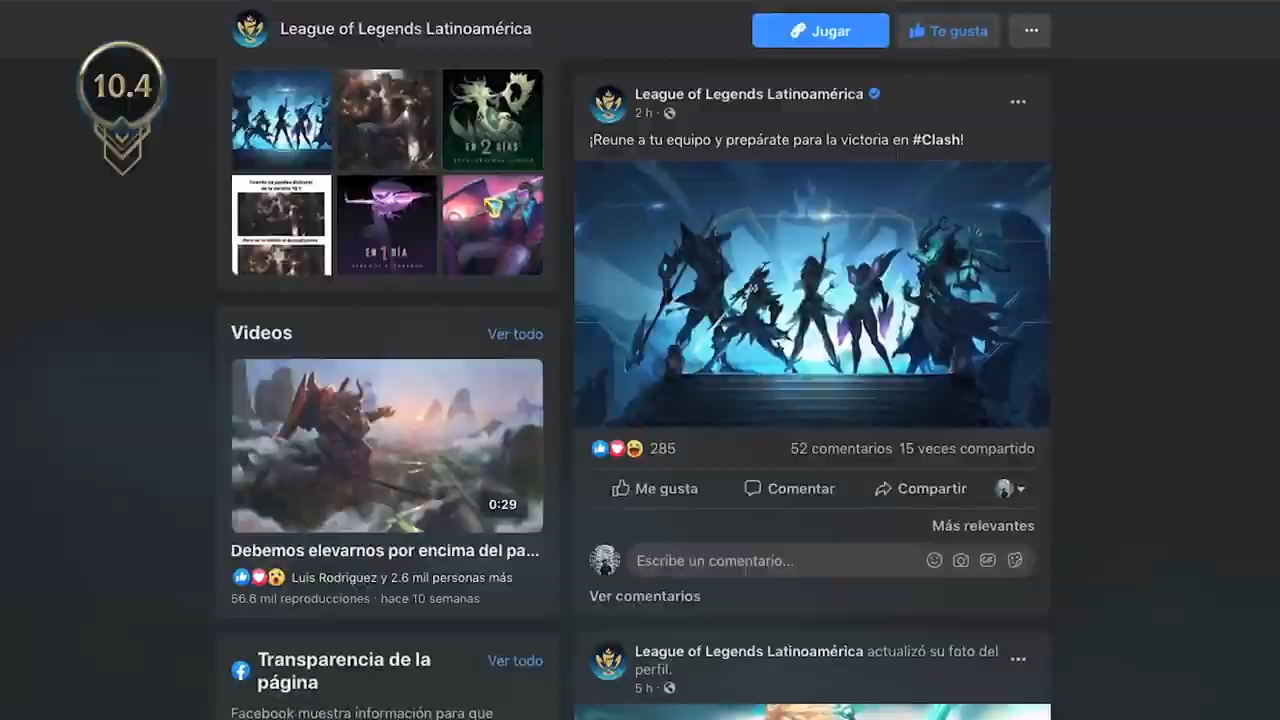 League of Legends Latinoamérica
Jugar
Te gusta
10.4
EN 2 DÍAS
EN 1 DÍA
Videos
Ver todo
0:29
Debemos elevarnos por encima del pa...
Luis Rodriguez y 2.6 mil personas más
56.6 mil reproducciones · hace 10 semanas
Transparencia de la
página
Ver todo
Facebook muestra información para que
League of Legends Latinoamérica
2 h ·
¡Reune a tu equipo y prepárate para la victoria en #Clash!
285
52 comentarios 15 veces compartido
Me gusta
Comentar
Compartir
Más relevantes
Escribe un comentario...
GIF
Ver comentarios
League of Legends Latinoamérica actualizó su foto del
perfil.
5 h ·